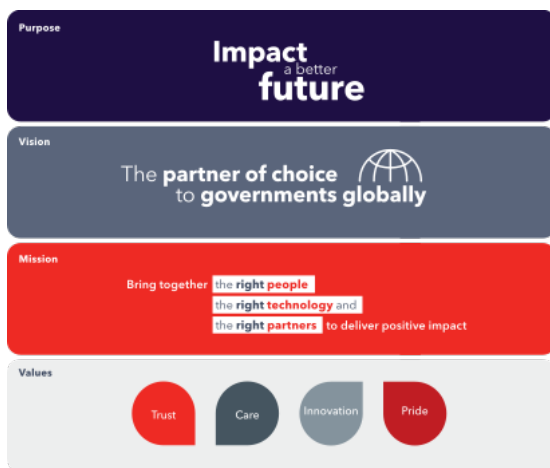 Purpose
Impact
a better
future
Vision
The partner of choice
to governments globally
Mission
Bring together the right people
the right technology and
the right partners to deliver positive impact
Values
Trust
Care
Innovation
Pride